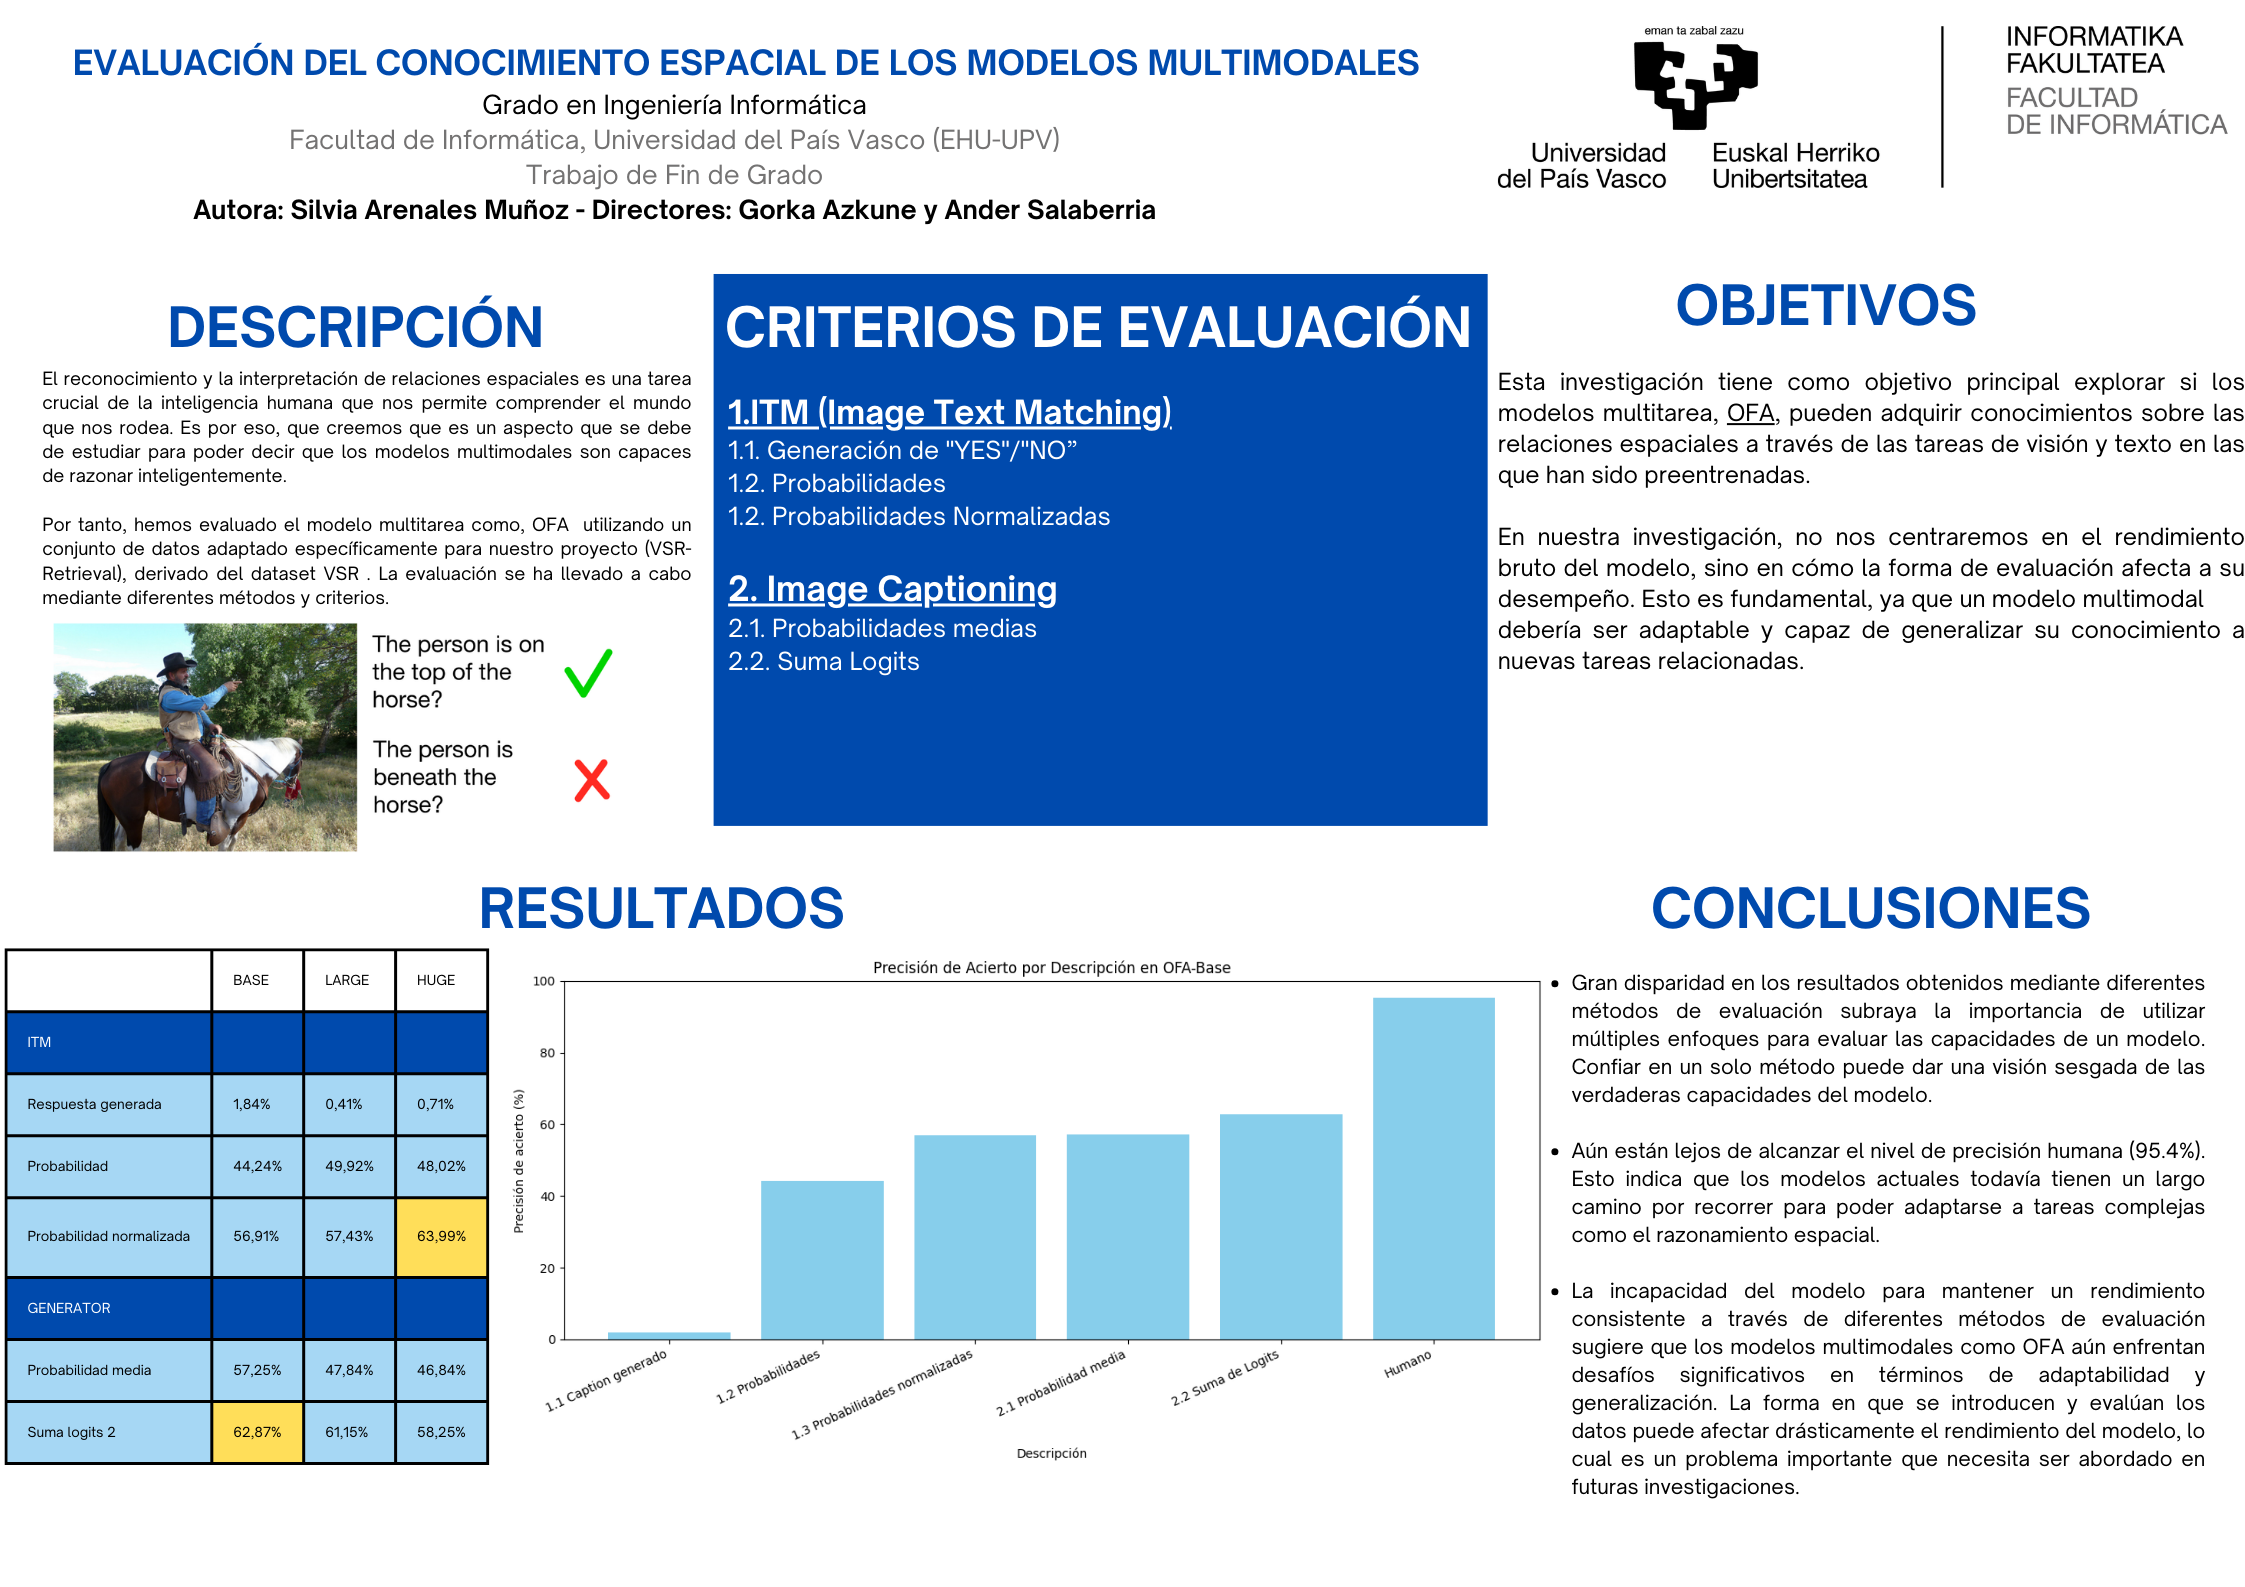 EVALUACIÓN DEL CONOCIMIENTO ESPACIAL DE LOS MODELOS MULTIMODALES
Grado en Ingeniería Informática
Facultad de Informática, Universidad del País Vasco (EHU-UPV)
Trabajo de Fin de Grado
Autora: Silvia Arenales Muñoz - Directores: Gorka Azkune y Ander Salaberria
eman ta zabal zazu
Universidad
del País Vasco
Euskal Herriko
Unibertsitatea
INFORMATIKA
FAKULTATEA
FACULTAD
DE INFORMÁTICA
DESCRIPCIÓN
El reconocimiento y la interpretación de relaciones espaciales es una tarea
crucial de la inteligencia humana que nos permite comprender el mundo
que nos rodea. Es por eso, que creemos que es un aspecto que se debe
de estudiar para poder decir que los modelos multimodales son capaces
de razonar inteligentemente.
Por tanto, hemos evaluado el modelo multitarea como, OFA utilizando un
conjunto de datos adaptado específicamente para nuestro proyecto (VSR-
Retrieval), derivado del dataset VSR . La evaluación se ha llevado a cabo
mediante diferentes métodos y criterios.
The person is on
the top of the
horse?
The person is
beneath the
horse?
CRITERIOS DE EVALUACIÓN
1.ITM (Image Text Matching)
1.1. Generación de "YES"/"NO”
1.2. Probabilidades
1.2. Probabilidades Normalizadas
2. Image Captioning
2.1. Probabilidades medias
2.2. Suma Logits
OBJETIVOS
Esta investigación tiene como objetivo principal explorar si los
modelos multitarea, OFA, pueden adquirir conocimientos sobre las
relaciones espaciales a través de las tareas de visión y texto en las
que han sido preentrenadas.
En nuestra investigación, no nos centraremos en el rendimiento
bruto del modelo, sino en cómo la forma de evaluación afecta a su
desempeño. Esto es fundamental, ya que un modelo multimodal
debería ser adaptable y capaz de generalizar su conocimiento a
nuevas tareas relacionadas.
RESULTADOS
BASE LARGE HUGE
ITM
Respuesta generada 1,84% 0,41% 0,71%
Probabilidad 44,24% 49,92% 48,02%
Probabilidad normalizada 56,91% 57,43% 63,99%
GENERATOR
Probabilidad media 57,25% 47,84% 46,84%
Suma logits 2 62,87% 61,15% 58,25%
Precisión de Acierto por Descripción en OFA-Base
Precisión de acierto (%)
100
80
60
40
20
0
1.1 Caption generado
1.2 Probabilidades
1.3 Probabilidades normalizadas
2.1 Probabilidad media
2.2 Suma de Logits
Humano
Descripción
CONCLUSIONES
• Gran disparidad en los resultados obtenidos mediante diferentes
métodos de evaluación subraya la importancia de utilizar
múltiples enfoques para evaluar las capacidades de un modelo.
Confiar en un solo método puede dar una visión sesgada de las
verdaderas capacidades del modelo.
• Aún están lejos de alcanzar el nivel de precisión humana (95.4%).
Esto indica que los modelos actuales todavía tienen un largo
camino por recorrer para poder adaptarse a tareas complejas
como el razonamiento espacial.
• La incapacidad del modelo para mantener un rendimiento
consistente a través de diferentes métodos de evaluación
sugiere que los modelos multimodales como OFA aún enfrentan
desafíos significativos en términos de adaptabilidad y
generalización. La forma en que se introducen y evalúan los
datos puede afectar drásticamente el rendimiento del modelo, lo
cual es un problema importante que necesita ser abordado en
futuras investigaciones.